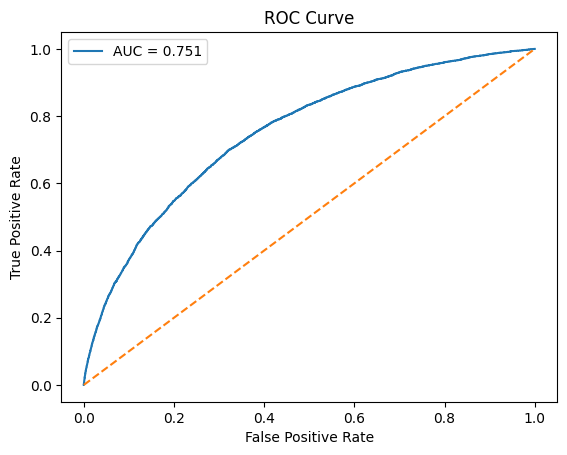 ROC Curve
AUC = 0.751
True Positive Rate
1.0
0.8
0.6
0.4
0.2
0.0
0.0 0.2 0.4 0.6 0.8 1.0
False Positive Rate